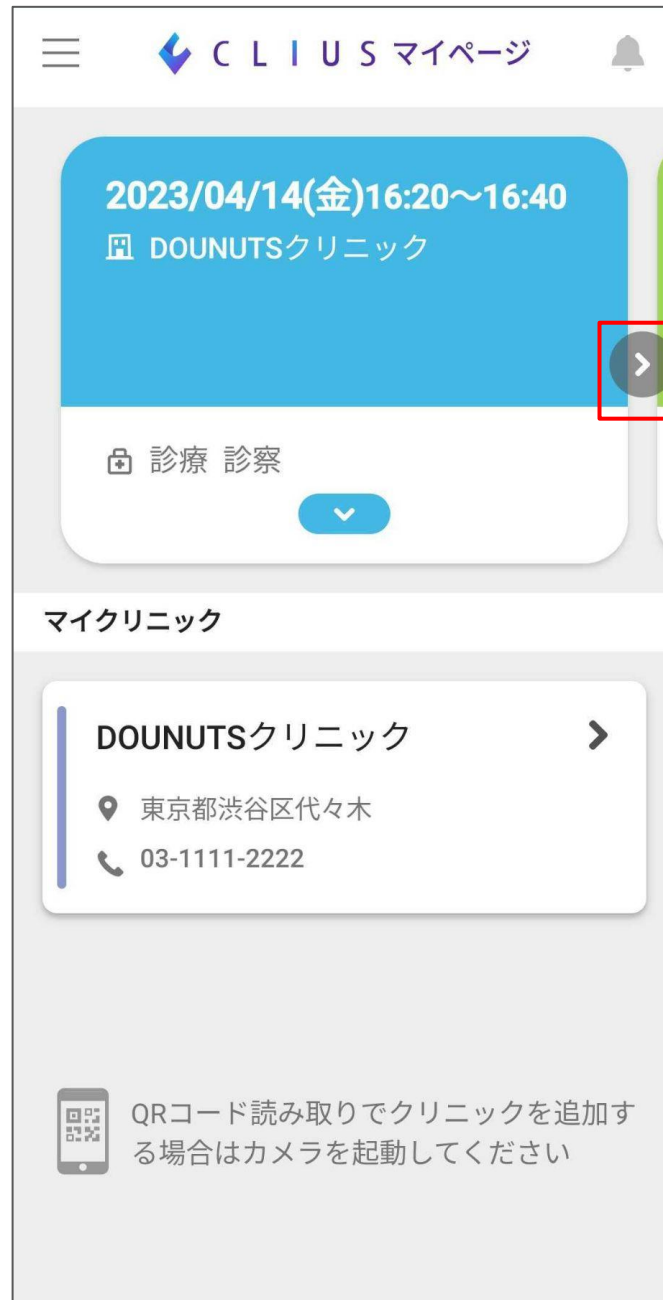 CLIUS マイページ
2023/04/14(金)16:20～16:40
DOUNUTSクリニック
診療 診察
マイクリニック
DOUNUTSクリニック
東京都渋谷区代々木
03-1111-2222
QRコード読み取りでクリニックを追加す
る場合はカメラを起動してください